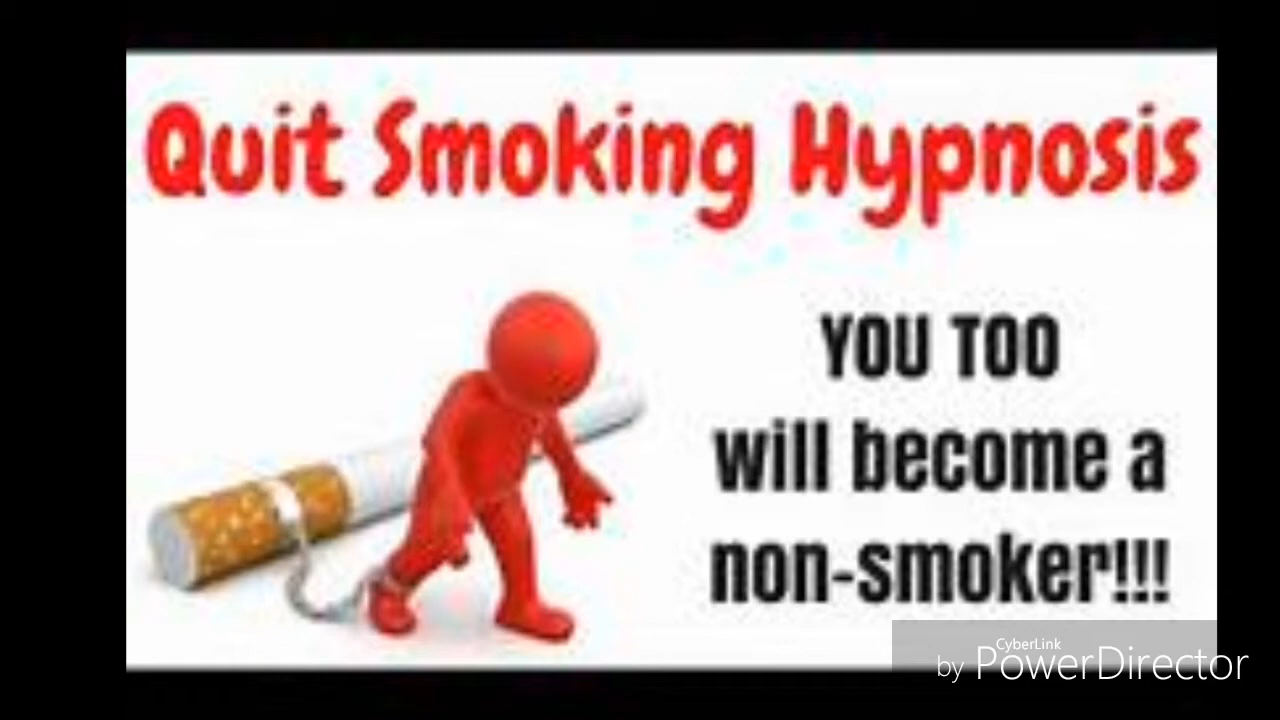 Quit Smoking Hypnosis
YOU TOO
will become a
non-smoker!!!
CyberLink
by PowerDirector